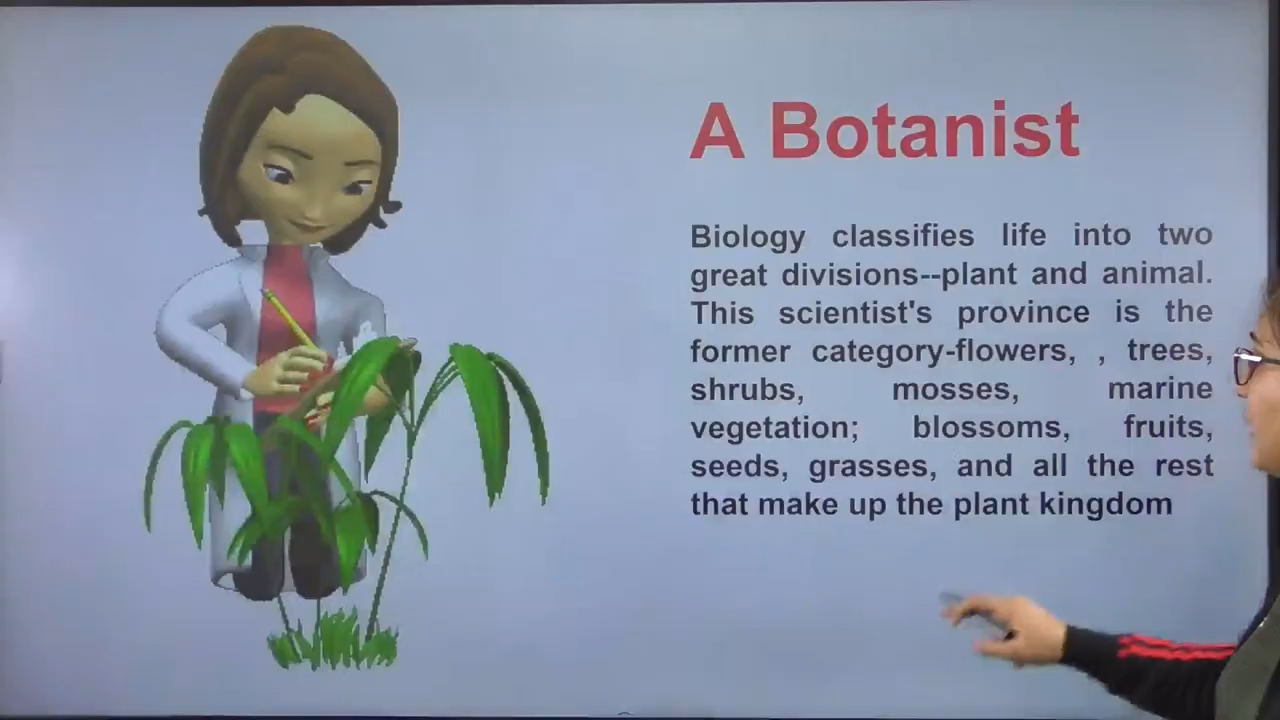 A Botanist
Biology classifies life into two
great divisions--plant and animal.
This scientist's province is the
former category-flowers, , trees,
shrubs, mosses, marine
vegetation; blossoms, fruits,
seeds, grasses, and all the rest
that make up the plant kingdom